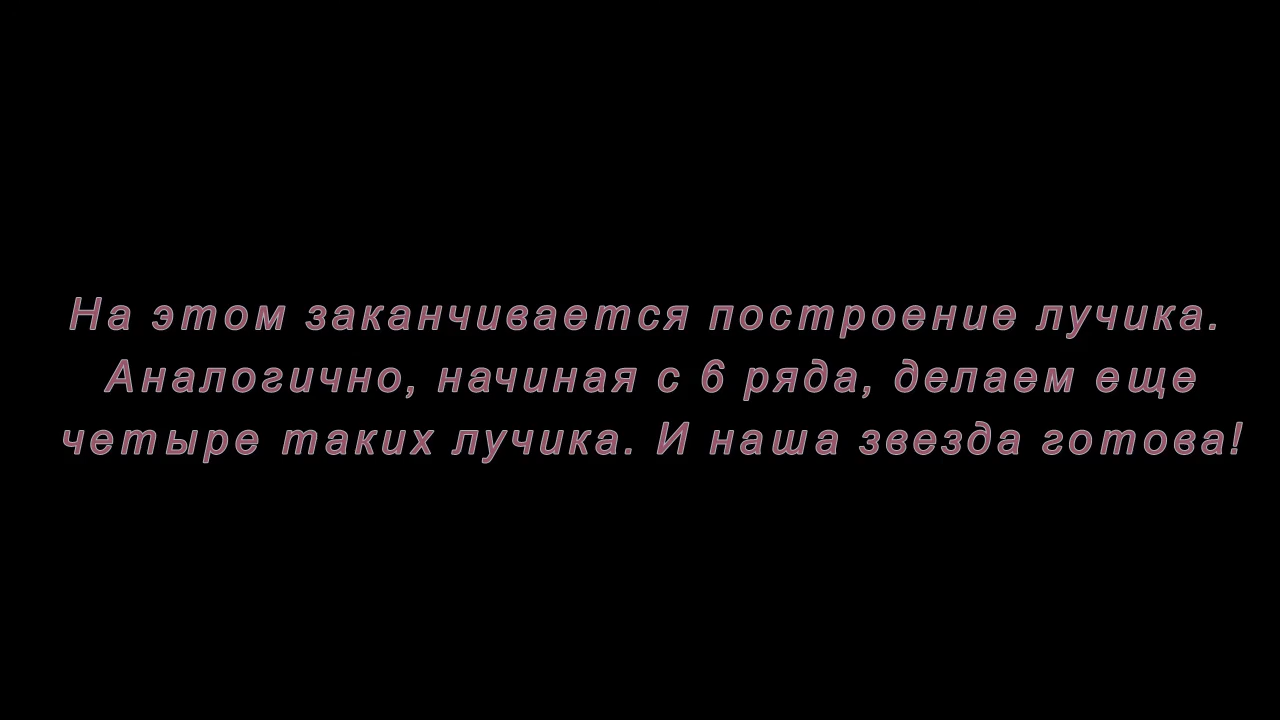 На этом заканчивается построение лучика.
Аналогично, начиная с 6 ряда, делаем еще
четыре таких лучика. И наша звезда готова!